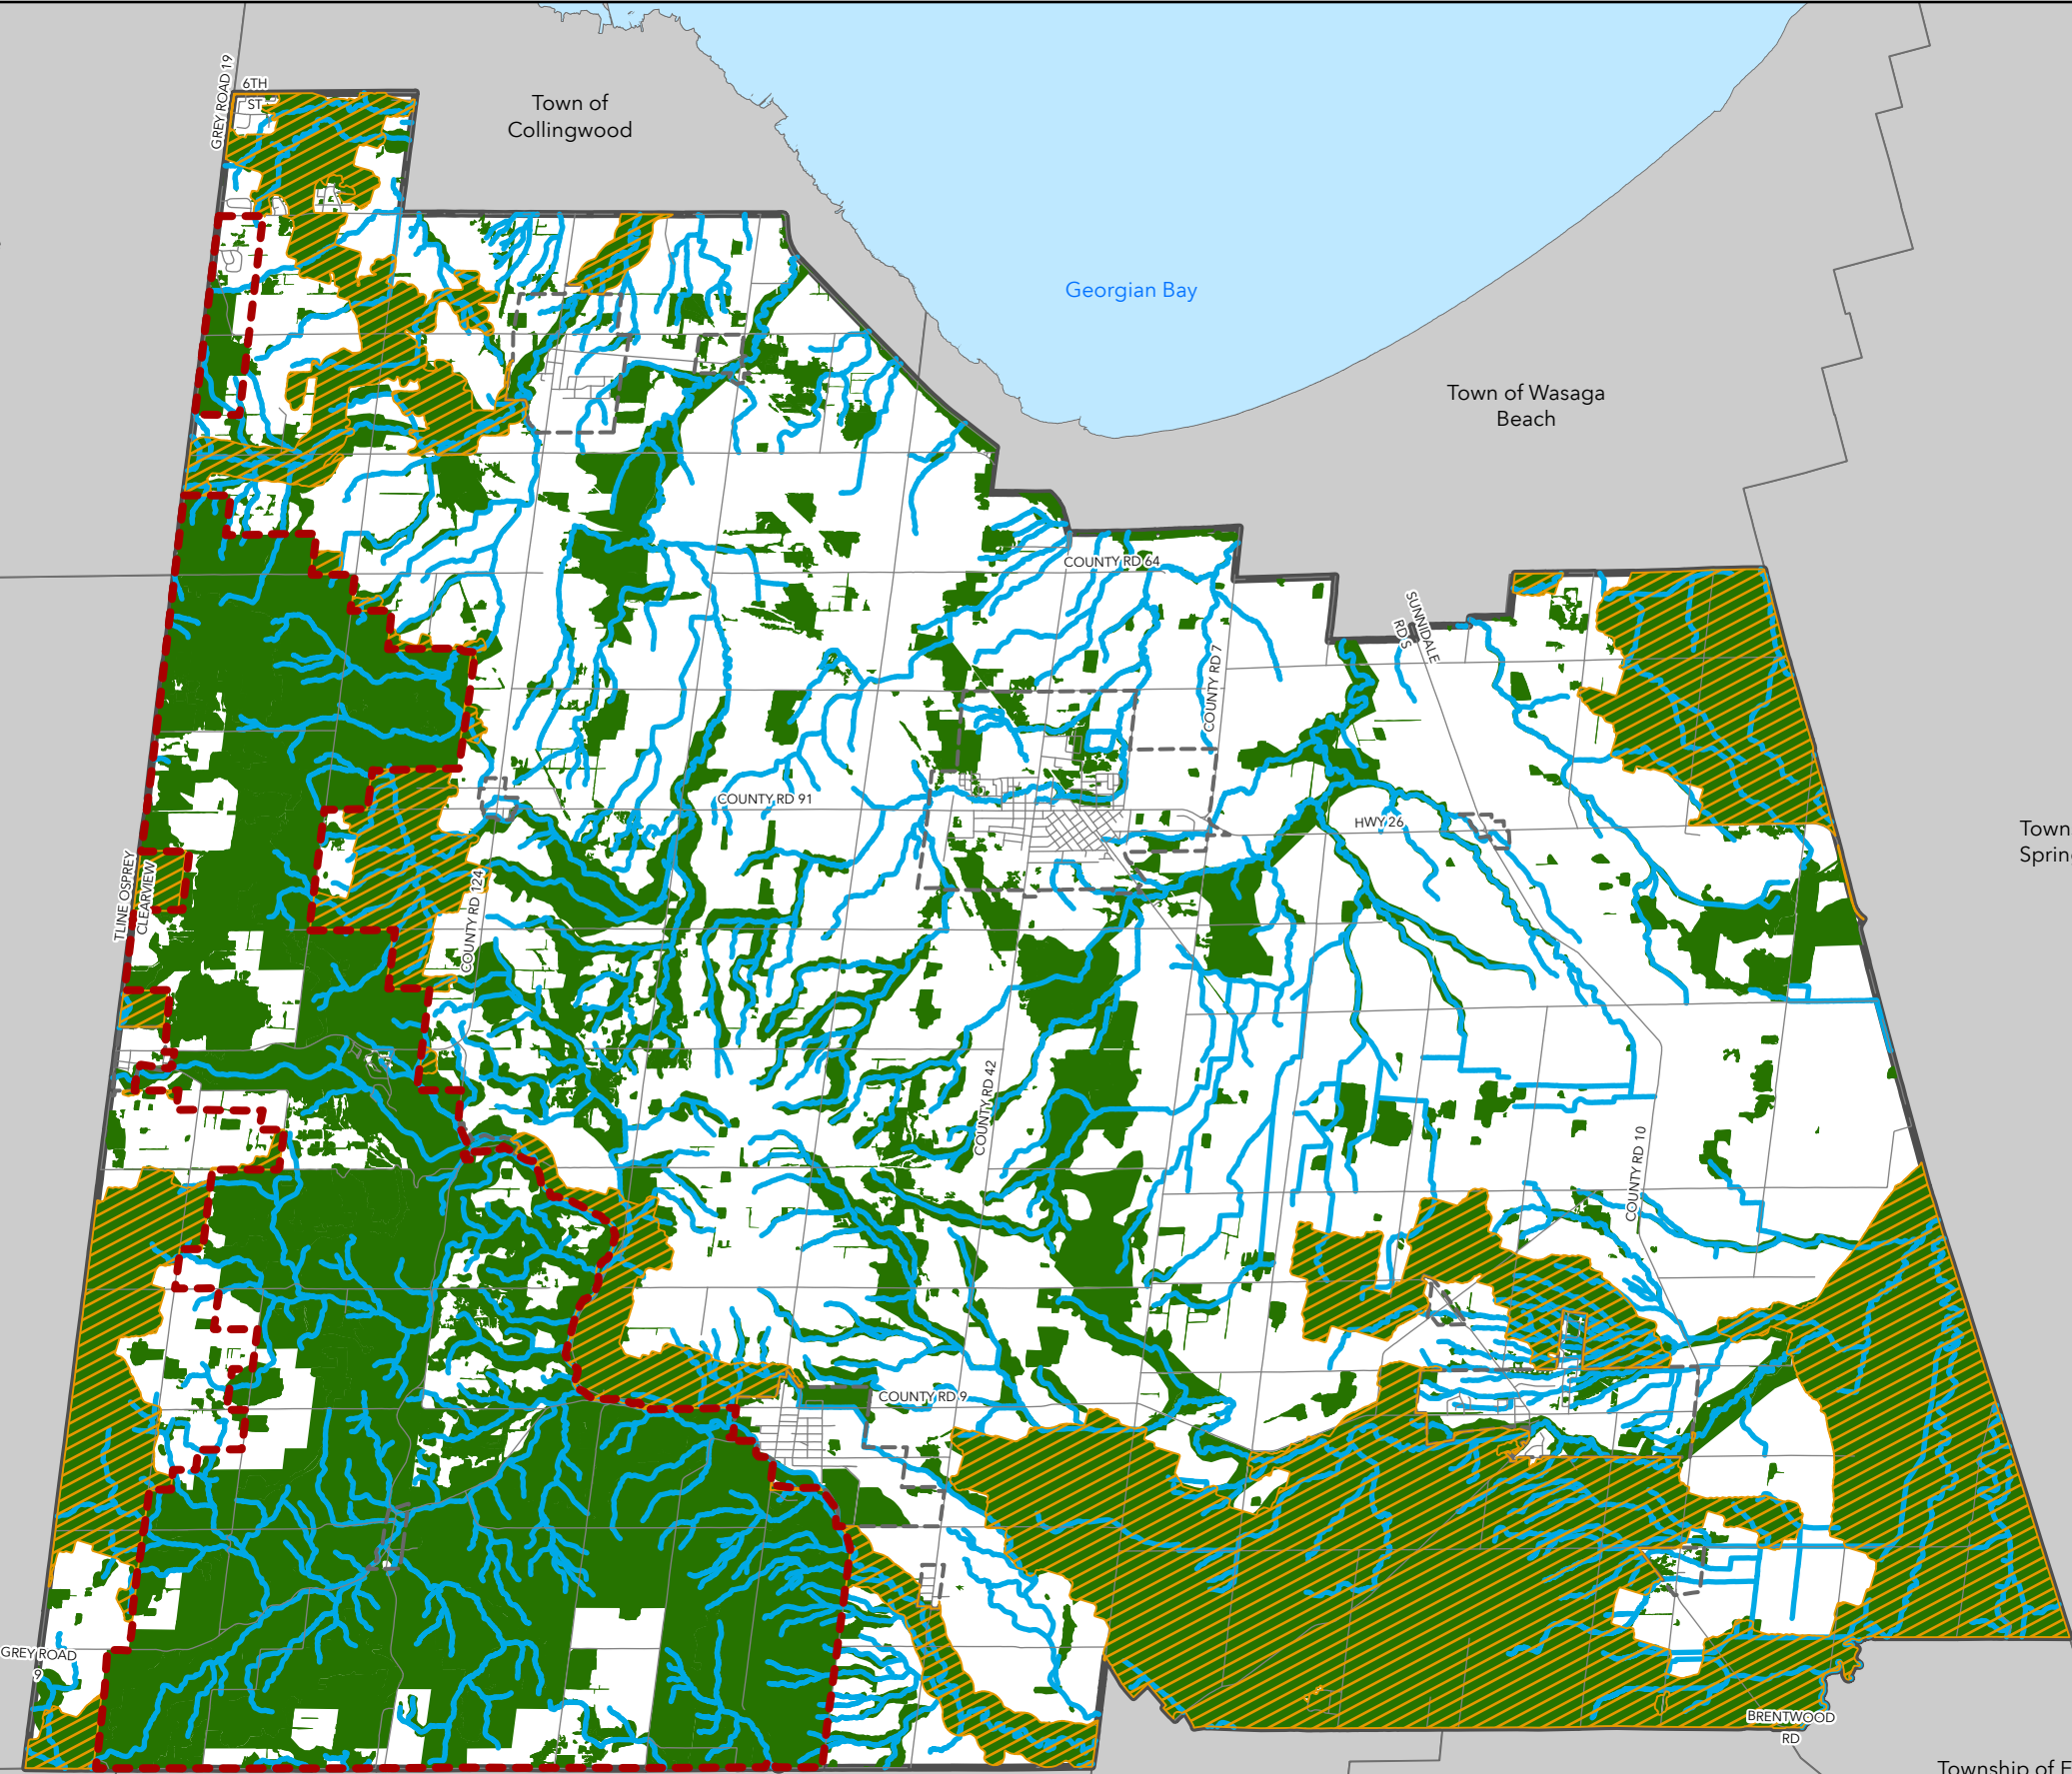 GREY ROAD 19
6TH
ST
Town of
Collingwood
Georgian Bay
Town of Wasaga
Beach
COUNTY RD 64
SUNNIDALE
RD S
COUNTY RD 7
COUNTY RD 91
HWY 26
Town
Sprin
TLINE OSPREY
CLEARVIEW
COUNTY RD 124
COUNTY RD 42
COUNTY RD 10
COUNTY RD 9
GREY ROAD
9
BRENTWOOD
RD
Township of E